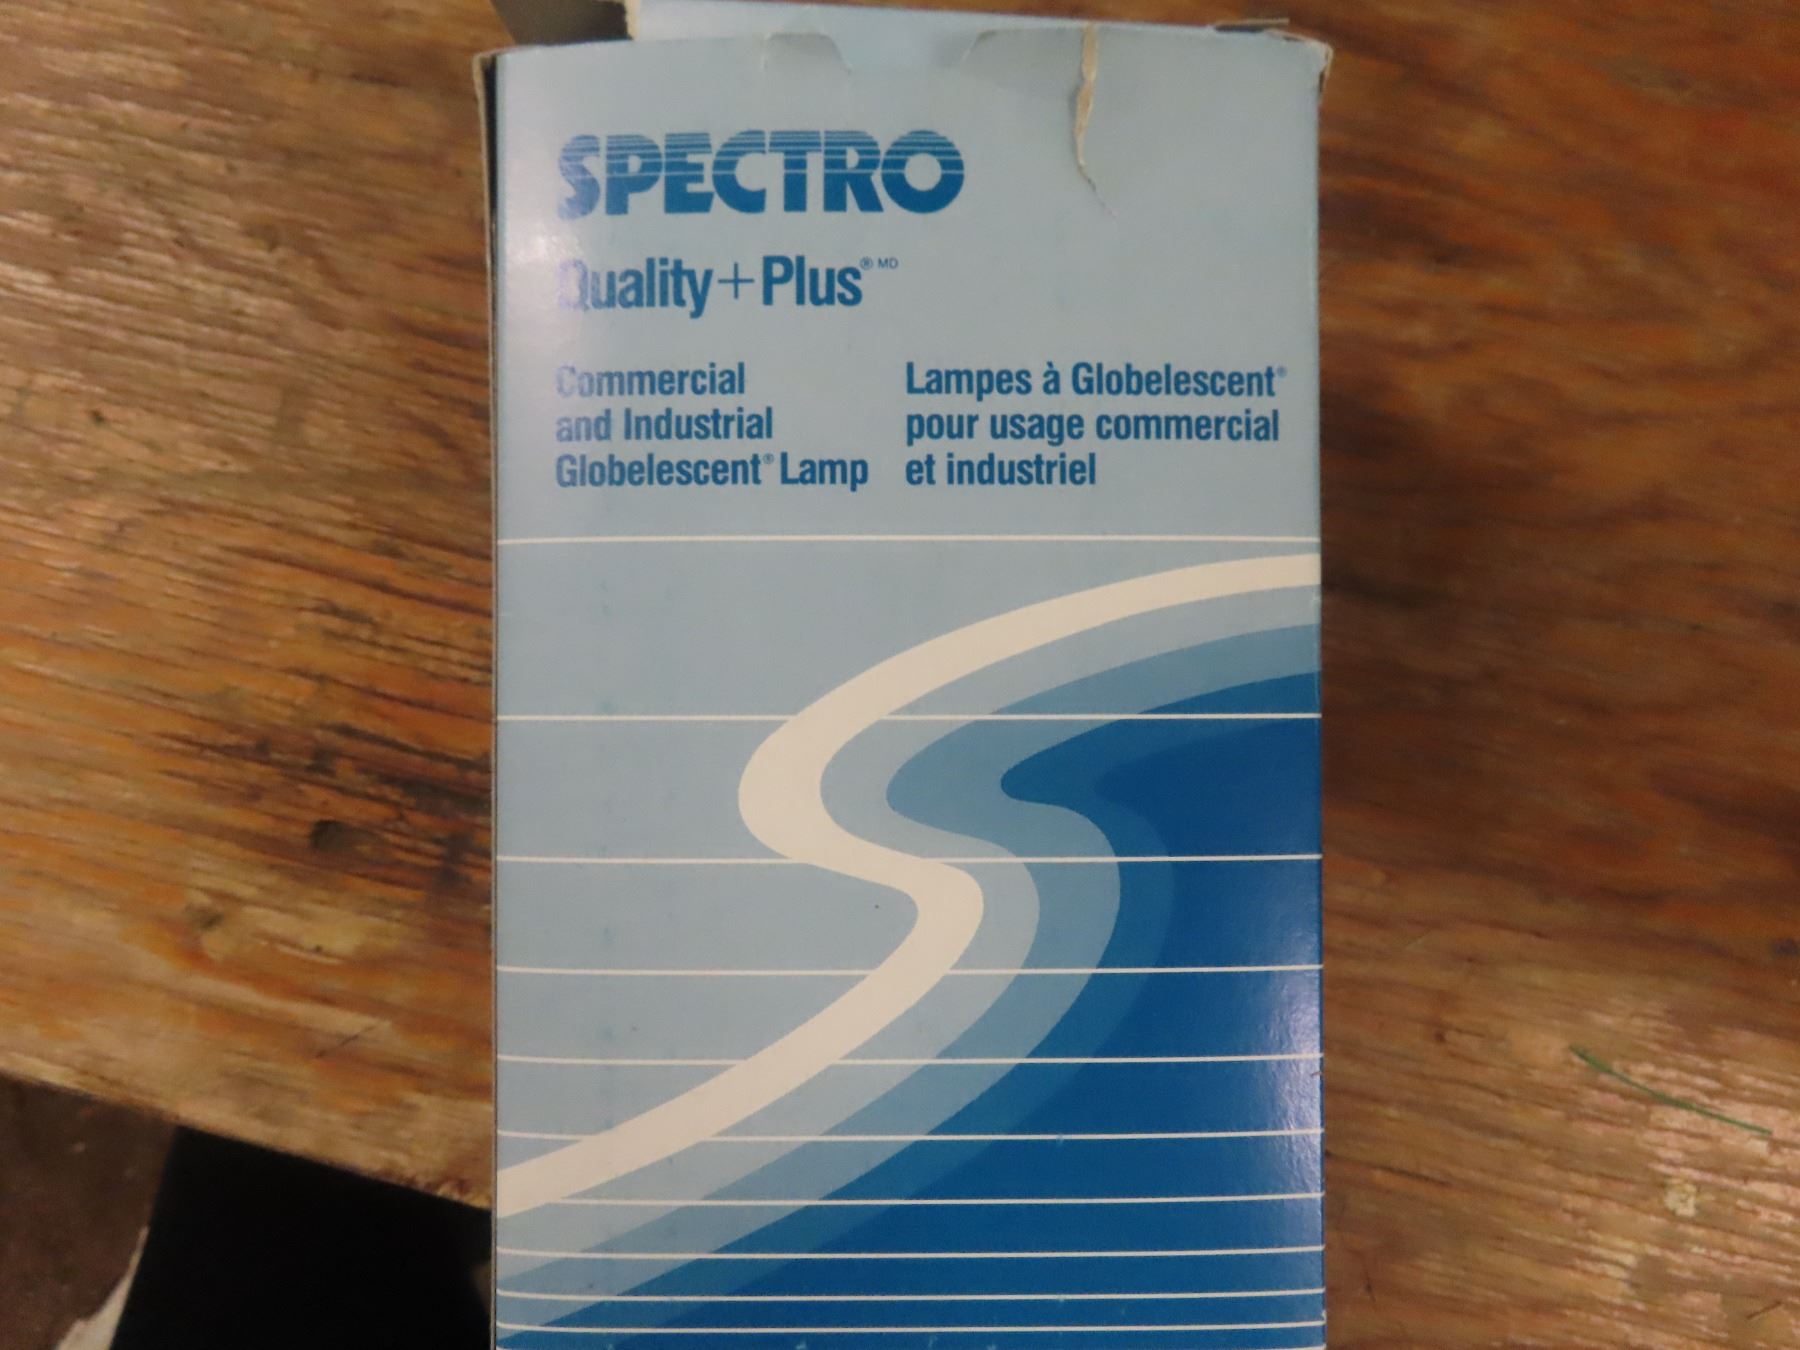 SPECTRO
Quality+Plus® MD
Commercial
and Industrial
Globelescent® Lamp
Lampes à Globelescent®
pour usage commercial
et industriel